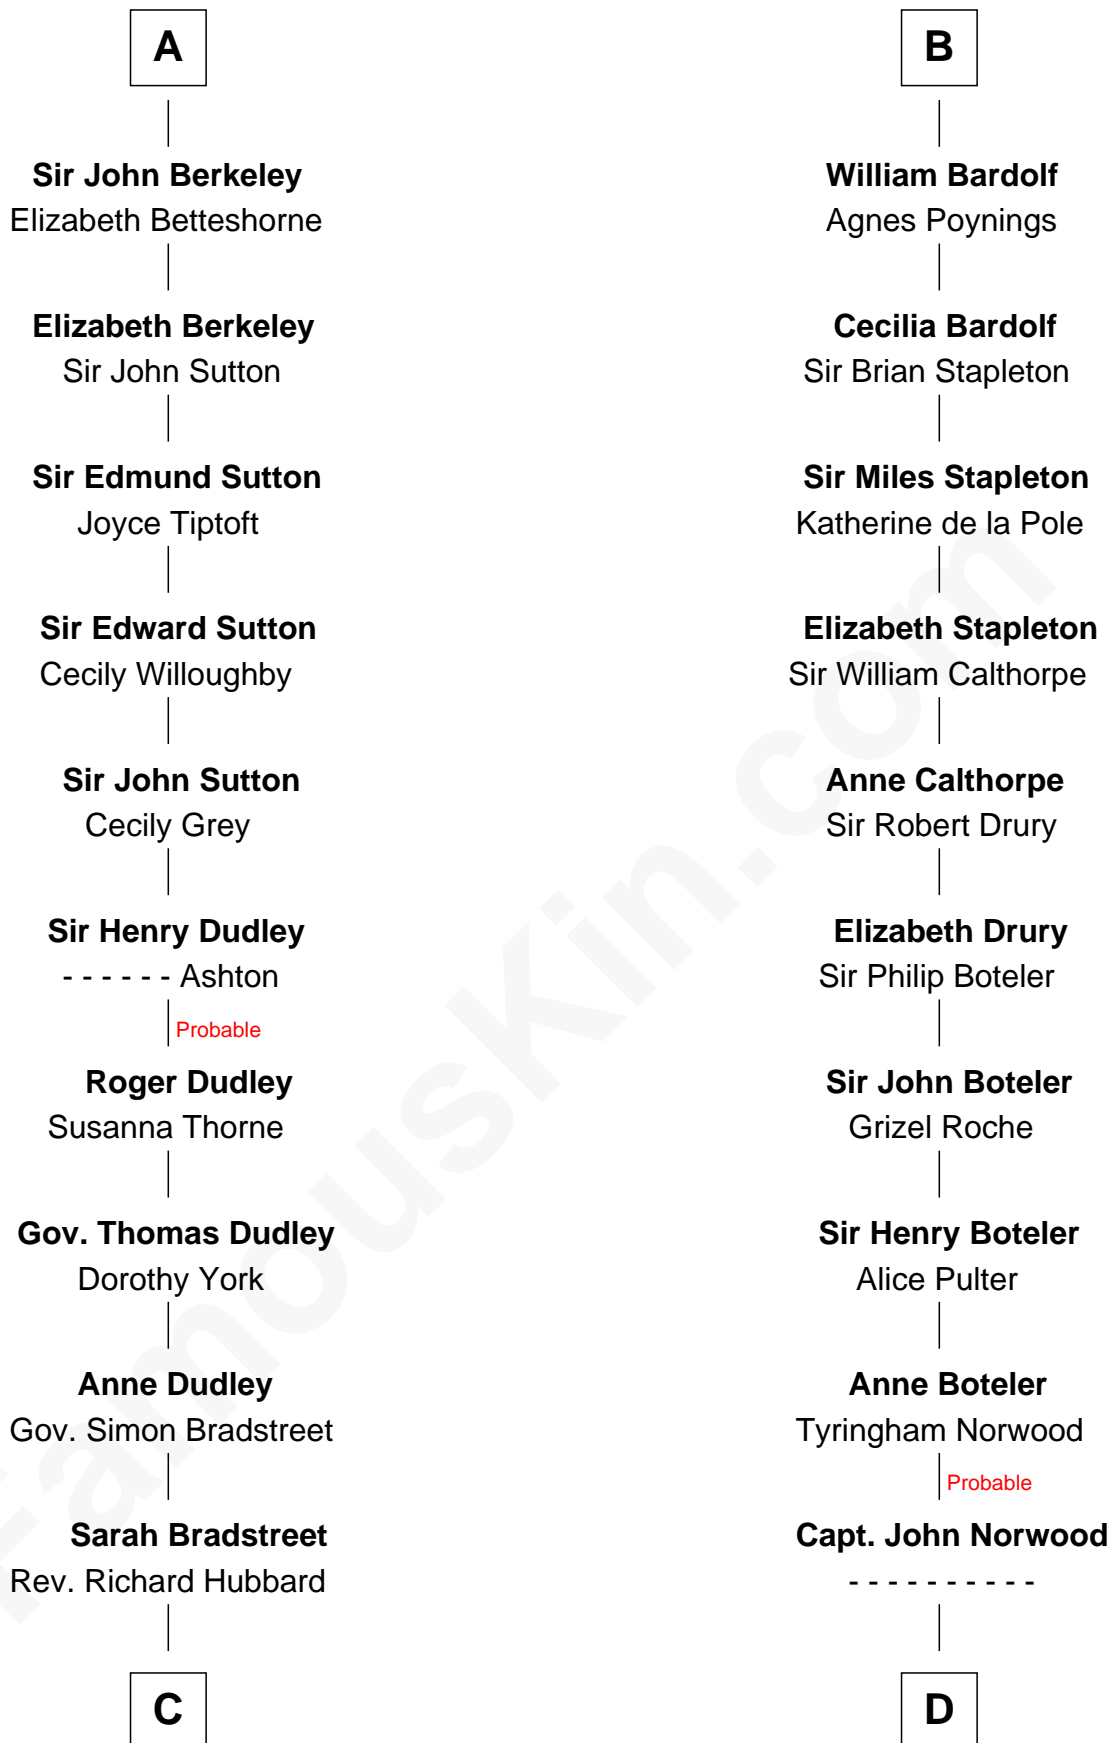 A
Sir John Berkeley
Elizabeth Betteshorne
Elizabeth Berkeley
Sir John Sutton
Sir Edmund Sutton
Joyce Tiptoft
Sir Edward Sutton
Cecily Willoughby
Sir John Sutton
Cecily Grey
Sir Henry Dudley
- - - - - - Ashton
Probable
Roger Dudley
Susanna Thorne
Gov. Thomas Dudley
Dorothy York
Anne Dudley
Gov. Simon Bradstreet
Sarah Bradstreet
Rev. Richard Hubbard
C
B
William Bardolf
Agnes Poynings
Cecilia Bardolf
Sir Brian Stapleton
Sir Miles Stapleton
Katherine de la Pole
Elizabeth Stapleton
Sir William Calthorpe
Anne Calthorpe
Sir Robert Drury
Elizabeth Drury
Sir Philip Boteler
Sir John Boteler
Grizel Roche
Sir Henry Boteler
Alice Pulter
Anne Boteler
Tyringham Norwood
Probable
Capt. John Norwood
- - - - - - - - - -
D
FamousKin.com